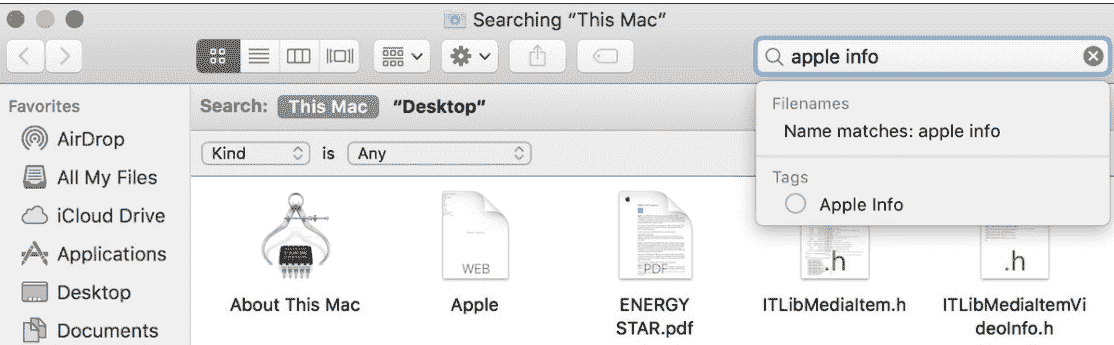 Searching “This Mac”
apple info
Filenames
Name matches: apple info
Tags
Apple Info
Favorites
AirDrop
All My Files
iCloud Drive
Applications
Desktop
Documents
Search: This Mac “Desktop”
Kind is Any
WEB
PDF
.h
.h
About This Mac
Apple
ENERGY
STAR.pdf
ITLibMediaItem.h
ITLibMediaItemVi
deoInfo.h